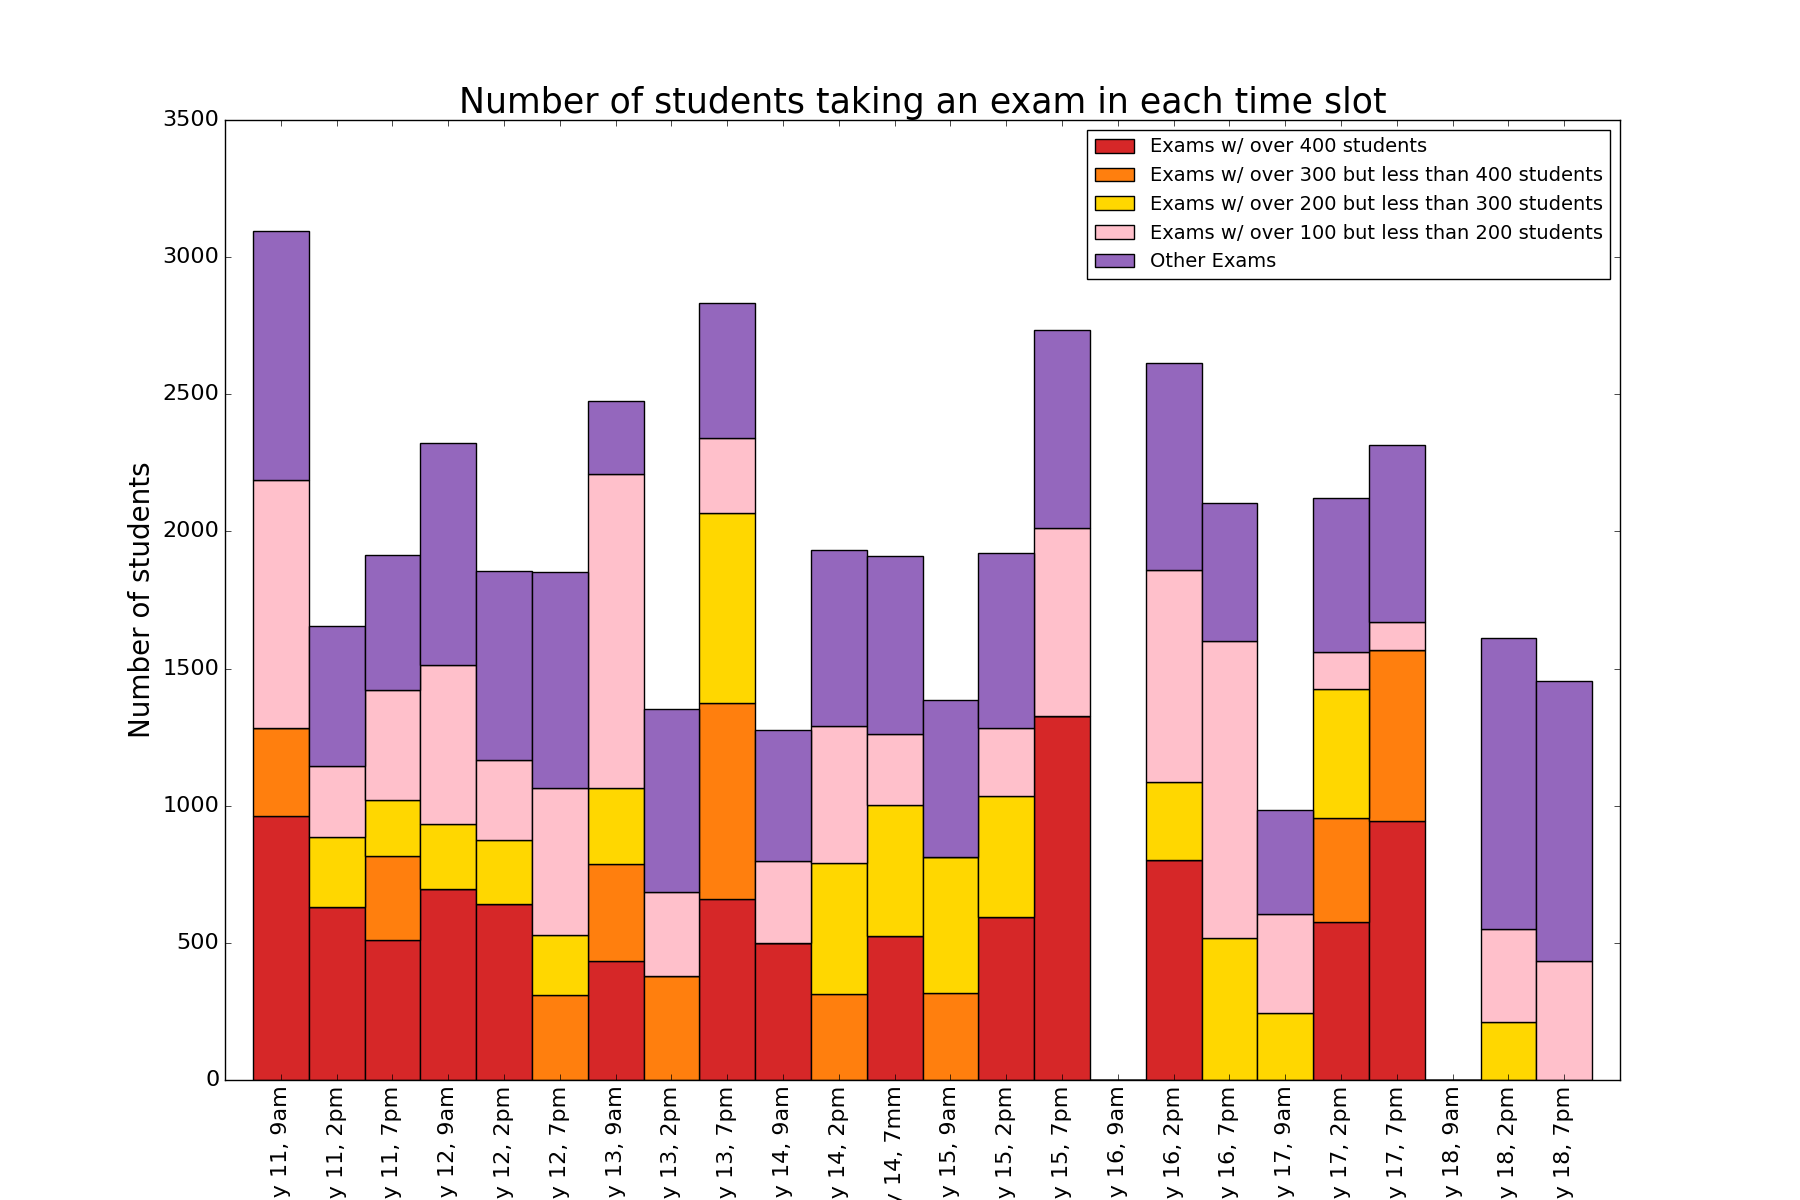 Number of students taking an exam in each time slot
Exams w/ over 400 students
Exams w/ over 300 but less than 400 students
Exams w/ over 200 but less than 300 students
Exams w/ over 100 but less than 200 students
Other Exams
Number of students
3500
3000
2500
2000
1500
1000
500
0
y 11, 9am
y 11, 2pm
y 11, 7pm
y 12, 9am
y 12, 2pm
y 12, 7pm
y 13, 9am
y 13, 2pm
y 13, 7pm
y 14, 9am
y 14, 2pm
y 14, 7mm
y 15, 9am
y 15, 2pm
y 15, 7pm
y 16, 9am
y 16, 2pm
y 16, 7pm
y 17, 9am
y 17, 2pm
y 17, 7pm
y 18, 9am
y 18, 2pm
y 18, 7pm